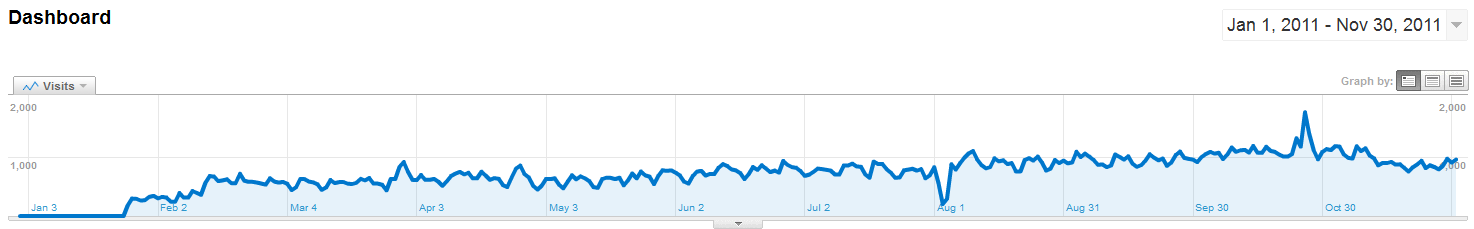 Dashboard
Jan 1, 2011 - Nov 30, 2011
Visits
Graph by:
2,000 2,000
1,000 1,000
Jan 3 Feb 2 Mar 4 Apr 3 May 3 Jun 2 Jul 2 Aug 1 Aug 31 Sep 30 Oct 30